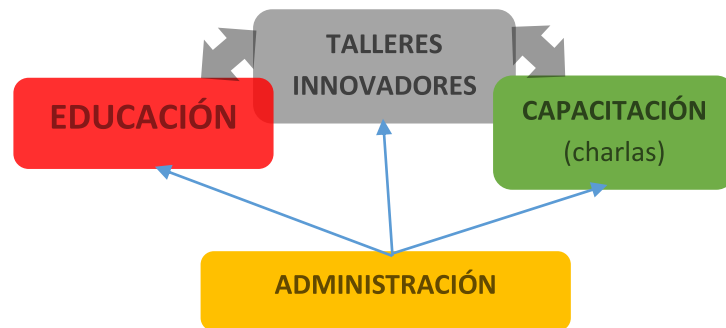 TALLERES
INNOVADORES
EDUCACIÓN
CAPACITACIÓN
(charlas)
ADMINISTRACIÓN